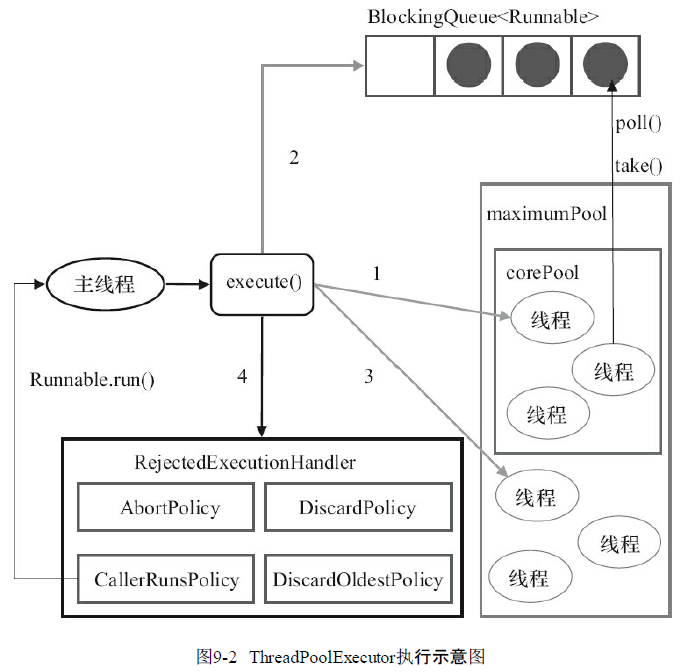 BlockingQueue<Runnable>
poll()
2
take()
maximumPool
corePool
主线程
execute()
1
线程
线程
Runnable.run()
4
3
线程
RejectedExecutionHandler
AbortPolicy
DiscardPolicy
线程
线程
CallerRunsPolicy
DiscardOldestPolicy
线程
图9-2 ThreadPoolExecutor执行示意图